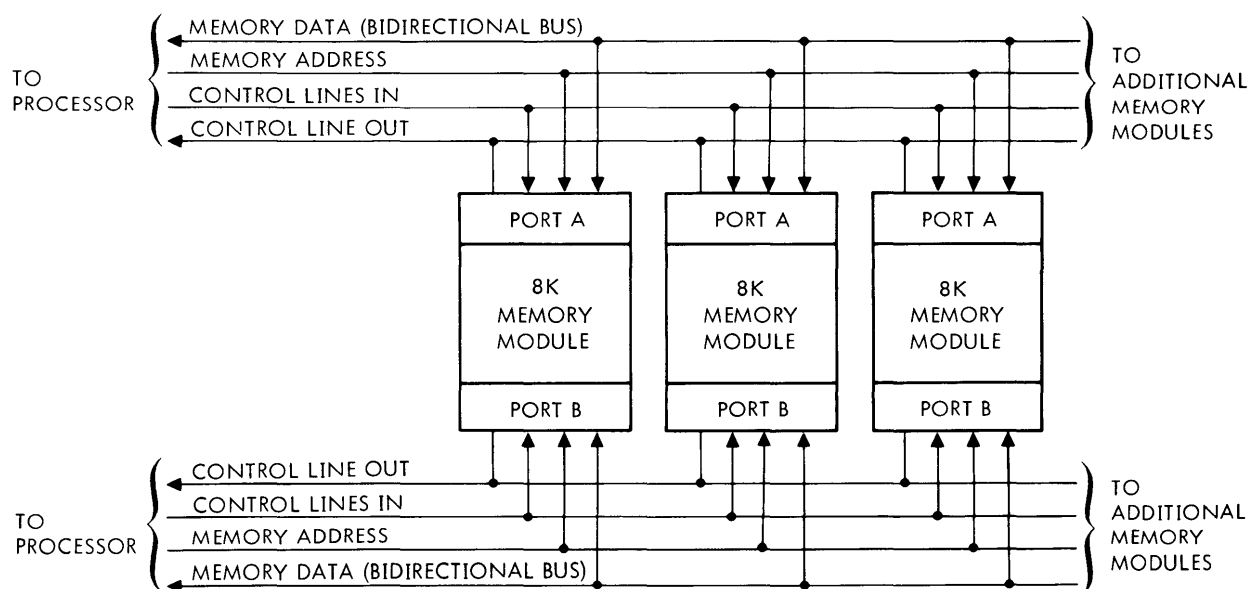 MEMORY DATA (BIDIRECTIONAL BUS)
MEMORY ADDRESS
CONTROL LINES IN
CONTROL LINE OUT
TO
PROCESSOR
TO
ADDITIONAL
MEMORY
MODULES
PORT A
PORT A
PORT A
8K
MEMORY
MODULE
8K
MEMORY
MODULE
8K
MEMORY
MODULE
PORT B
PORT B
PORT B
CONTROL LINE OUT
CONTROL LINES IN
MEMORY ADDRESS
MEMORY DATA (BIDIRECTIONAL BUS)
TO
PROCESSOR
TO
ADDITIONAL
MEMORY
MODULES